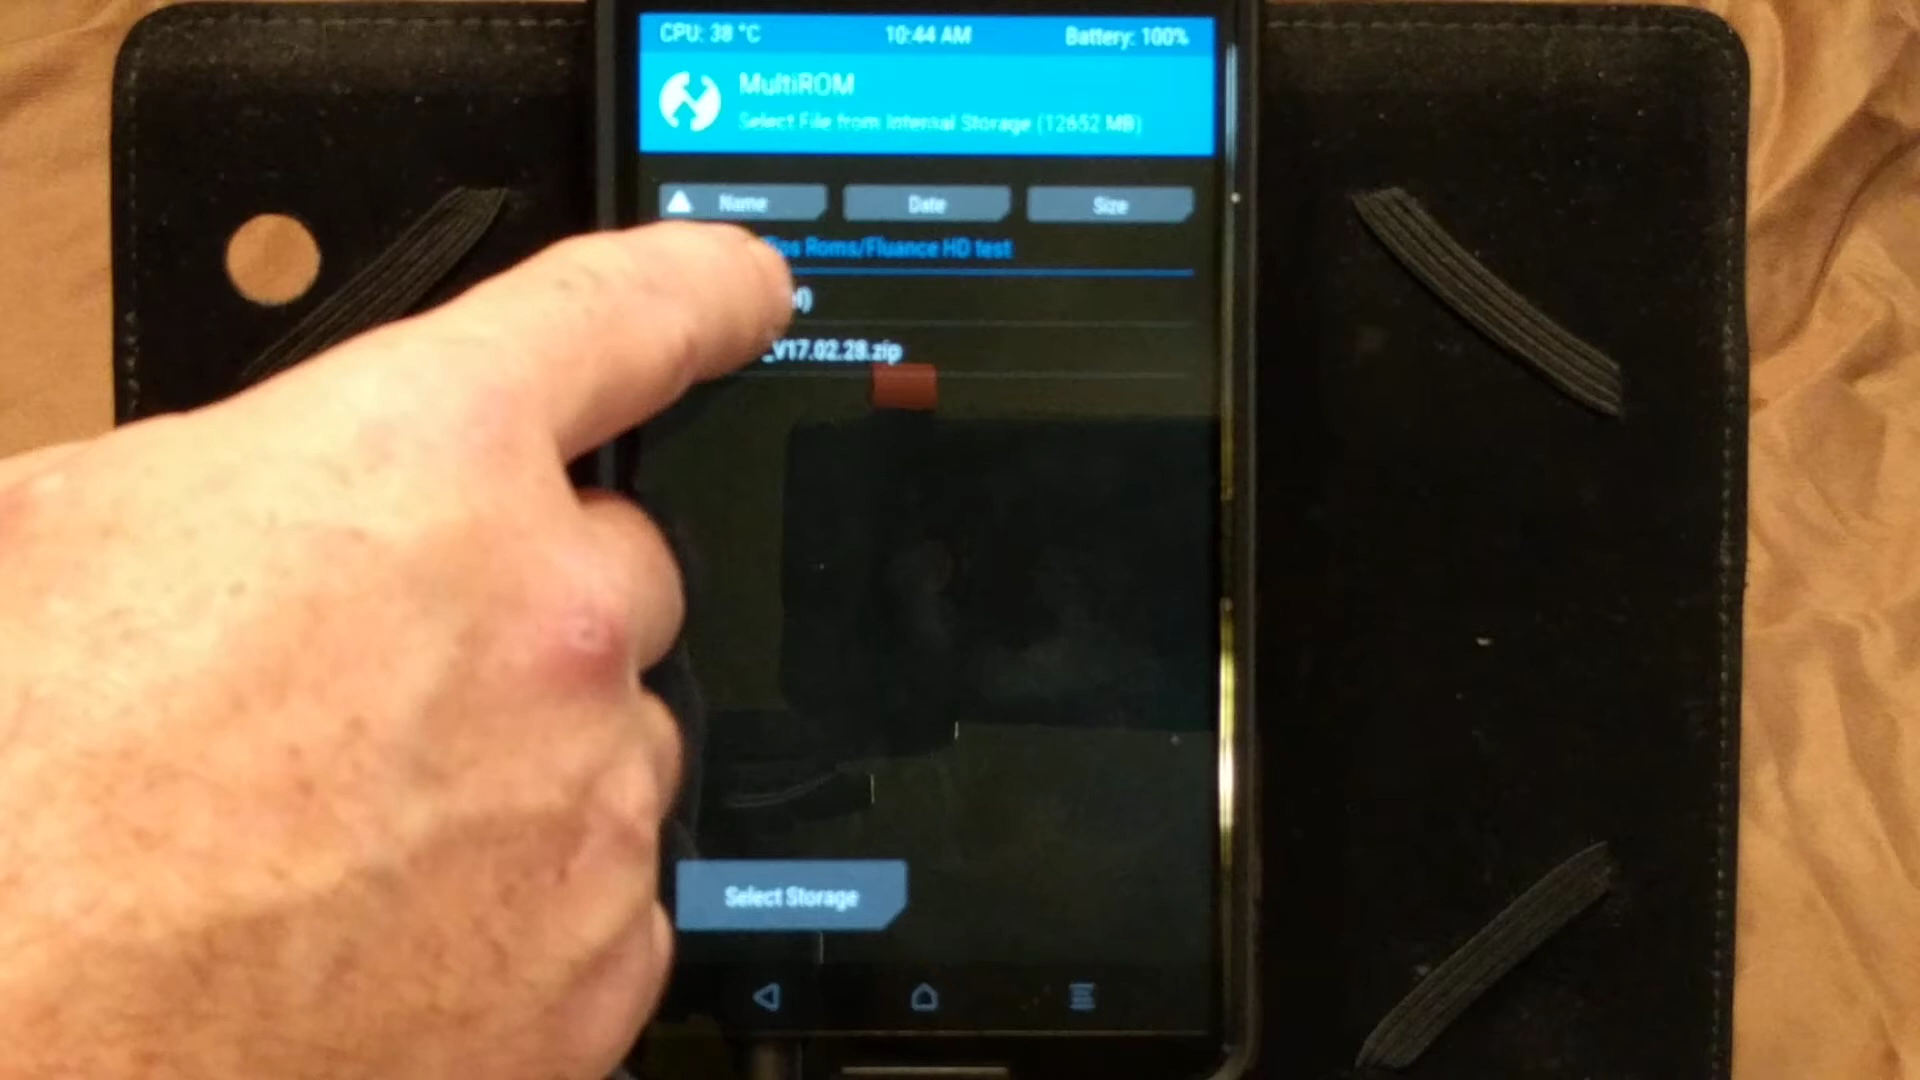 CPU: 38 °C 10:44 AM Battery: 100%
MultiROM
Select File from Internal Storage (12652 MB)
Name Date Size
Roms/Fluance HD test
_V17.02.28.zip
Select Storage